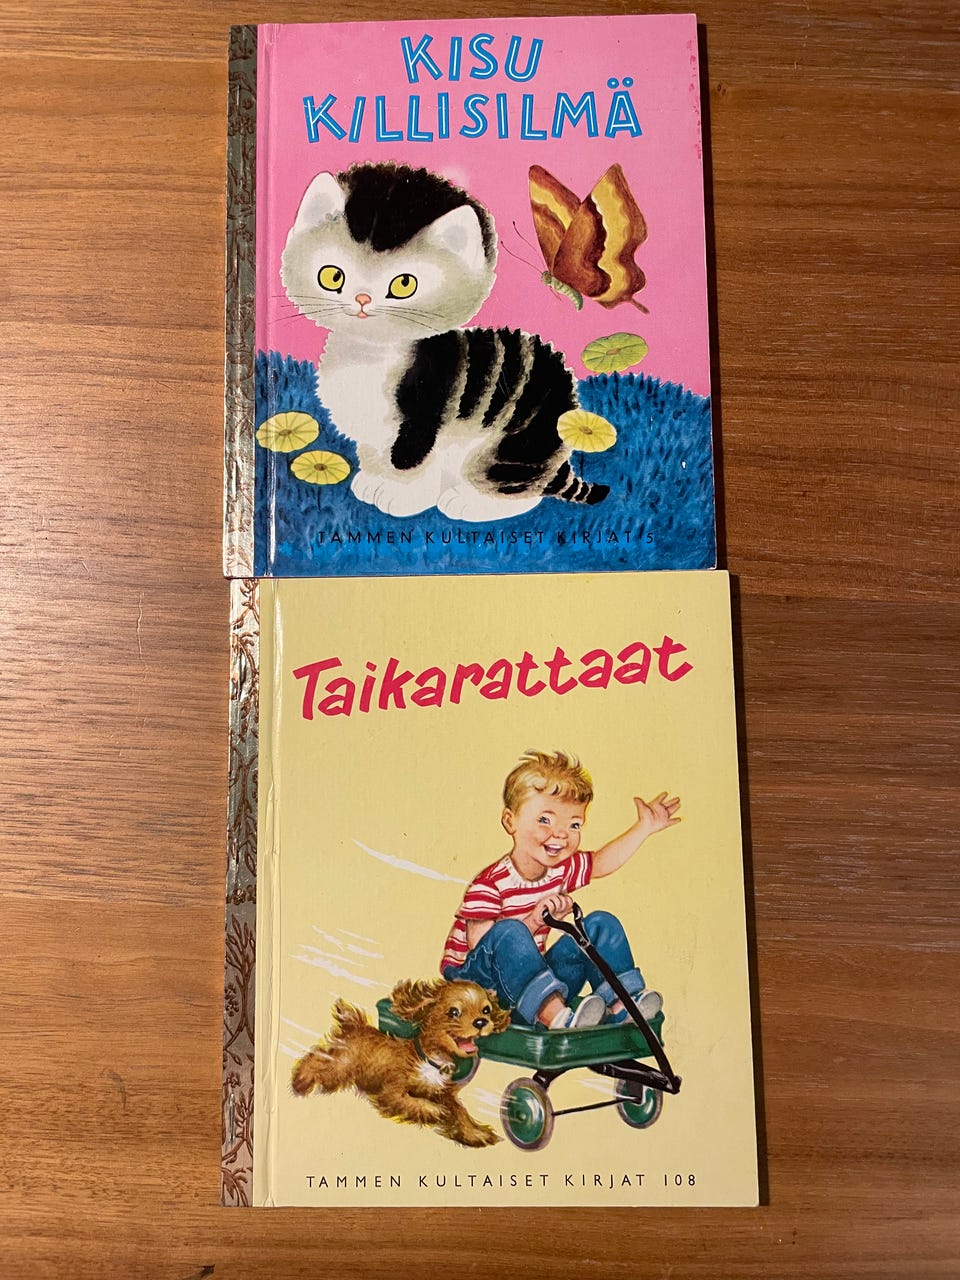 KISU
KILLISILMÄ
TAMMEN KULTAISET KIRJAT 5
Taikarattaat
TAMMEN KULTAISET KIRJAT 108